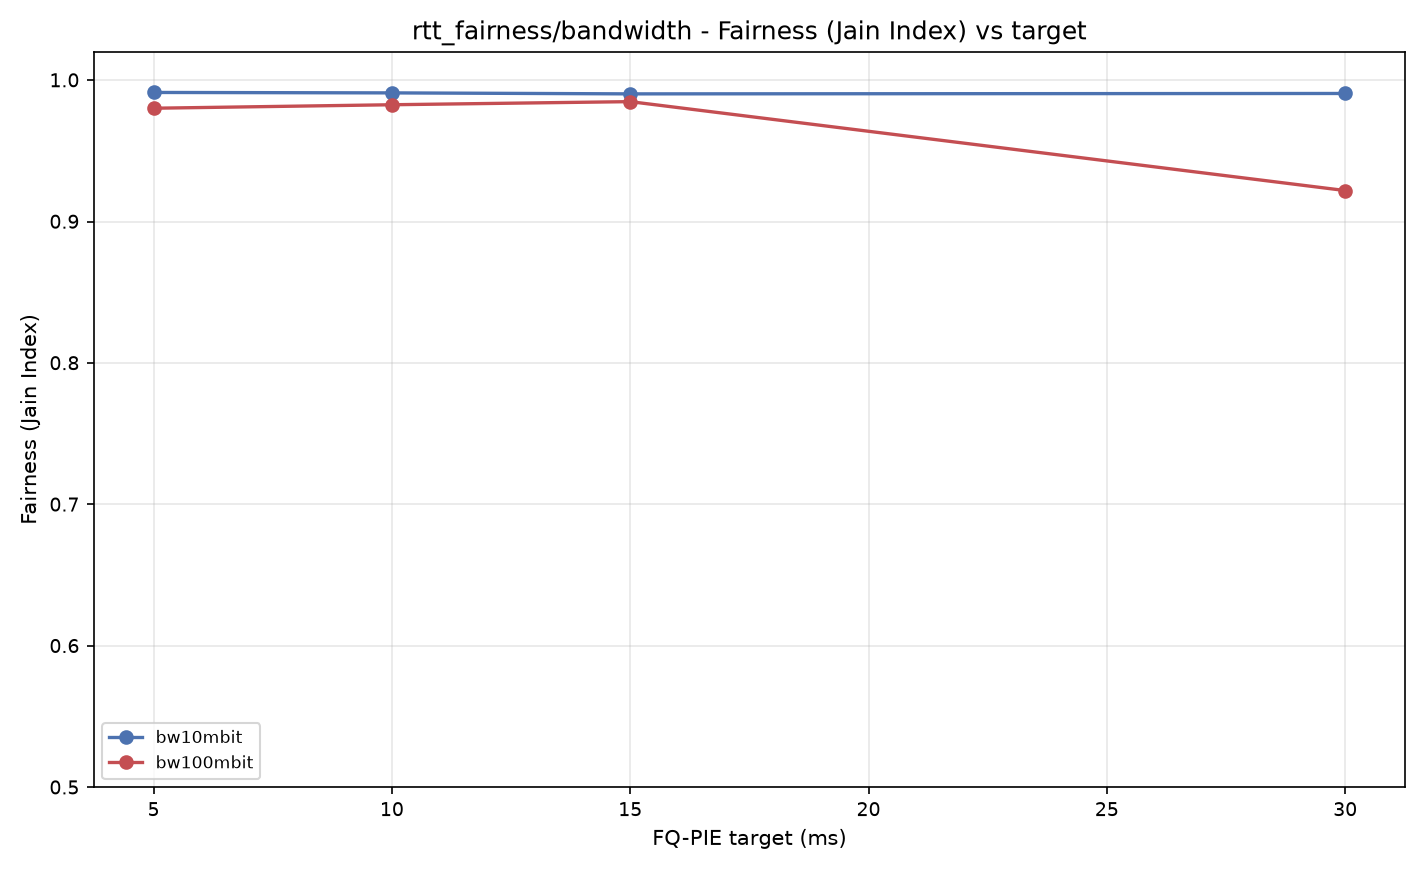 rtt_fairness/bandwidth - Fairness (Jain Index) vs target
Fairness (Jain Index)
1.0
0.9
0.8
0.7
0.6
0.5
bw10mbit
bw100mbit
5 10 15 20 25 30
FQ-PIE target (ms)